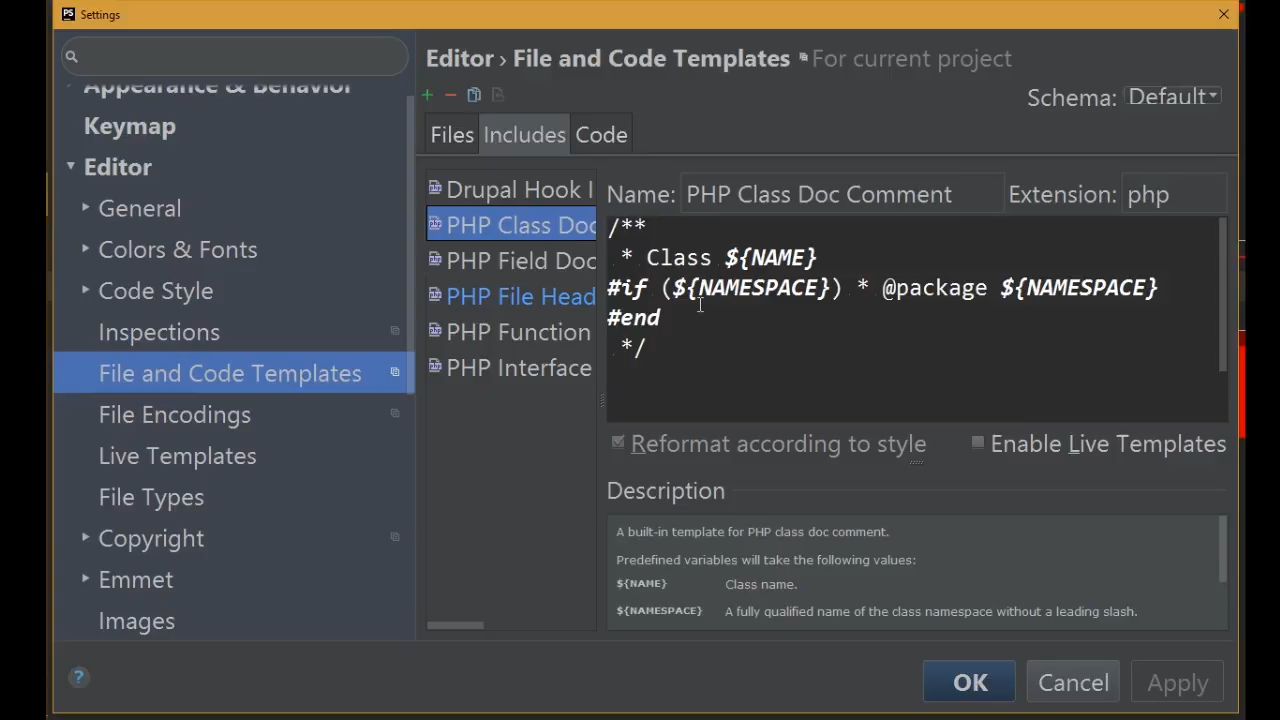 PS Settings
Appearance & Behavior
Keymap
Editor
General
Colors & Fonts
Code Style
Inspections
File and Code Templates
File Encodings
Live Templates
File Types
Copyright
Emmet
Images
Editor › File and Code Templates For current project
Schema: Default
Files Includes Code
Drupal Hook I
PHP Class Doc
PHP Field Doc
PHP File Head
PHP Function
PHP Interface
Name: PHP Class Doc Comment Extension: php
/**
* Class ${NAME}
#if (${NAMESPACE}) * @package ${NAMESPACE}
#end
*/
Reformat according to style Enable Live Templates
Description
A built-in template for PHP class doc comment.
Predefined variables will take the following values:
${NAME} Class name.
${NAMESPACE} A fully qualified name of the class namespace without a leading slash.
? OK Cancel Apply